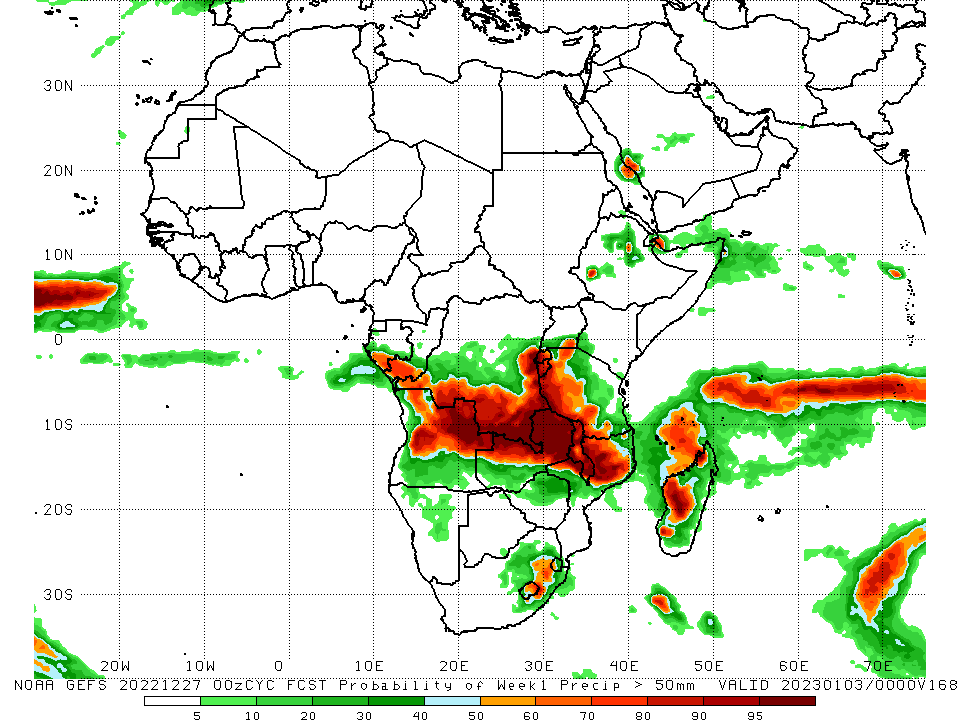 30N
20N
10N
0
10S
20S
30S
20W 10W 0 10E 20E 30E 40E 50E 60E 70E
NOAA GEFS 20221227 00zCYC FCST Probability of Week1 Precip > 50mm VALID 20230103/0000V168
5 10 20 30 40 50 60 70 80 90 95